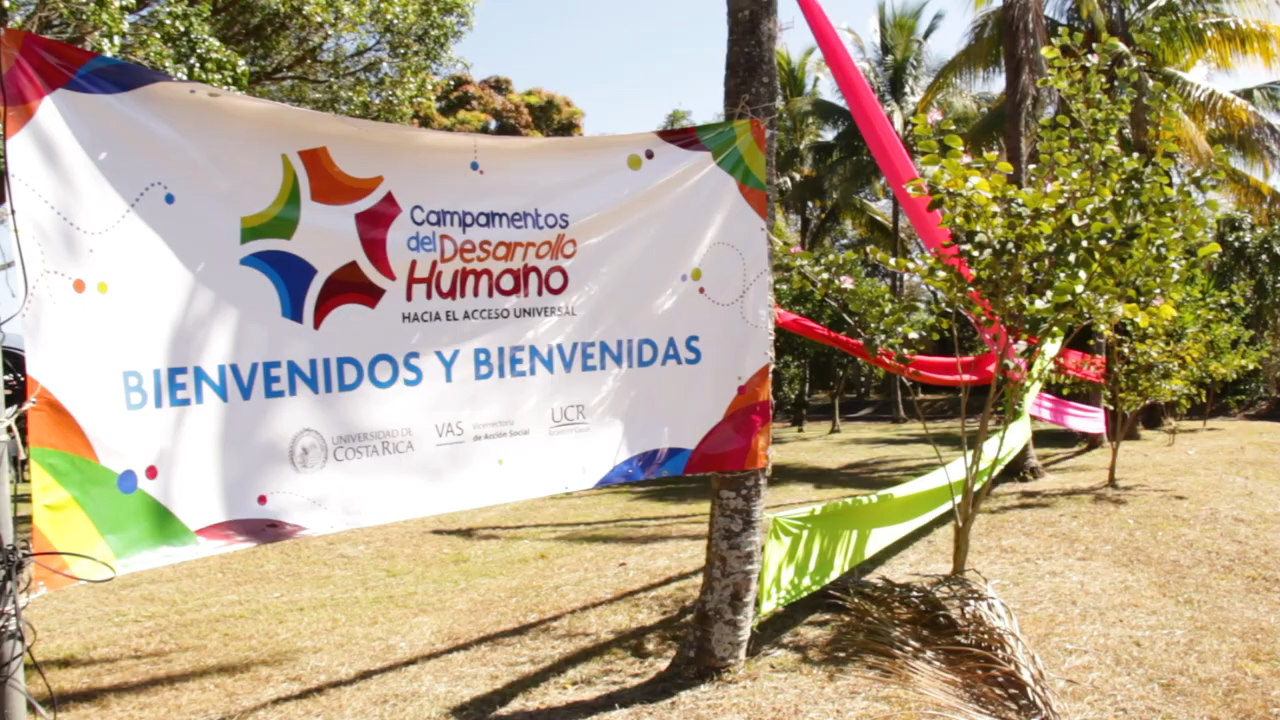 Campamentos
del Desarrollo
Humano
HACIA EL ACCESO UNIVERSAL
BIENVENIDOS Y BIENVENIDAS
UNIVERSIDAD DE
COSTA RICA
VAS
Vicerrectoría
de Acción Social
UCR